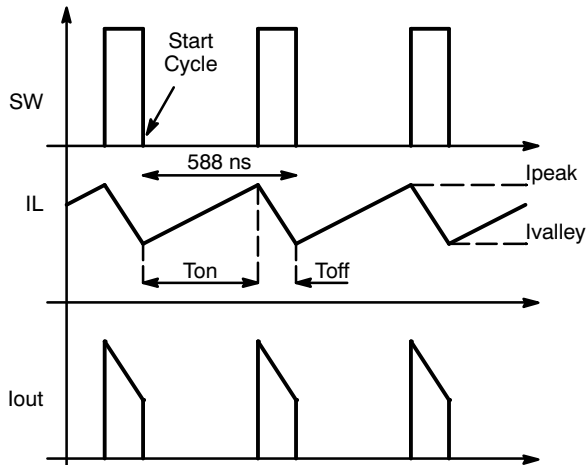 Start
Cycle
SW
588 ns
Ipeak
IL
Ivalley
Ton
Toff
Iout